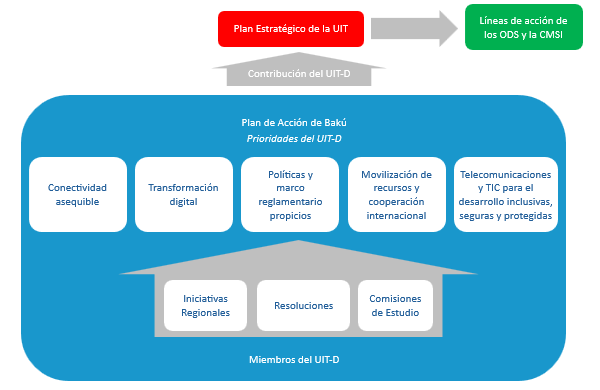 Plan Estratégico de la UIT
Líneas de acción de
los ODS y la CMSI
Contribución del UIT-D
Plan de Acción de Bakú
Prioridades del UIT-D
Conectividad
asequible
Transformación
digital
Políticas y
marco
reglamentario
propicios
Movilización de
recursos y
cooperación
internacional
Telecomunicaciones
y TIC para el
desarrollo inclusivas,
seguras y protegidas
Iniciativas
Regionales
Resoluciones
Comisiones
de Estudio
Miembros del UIT-D